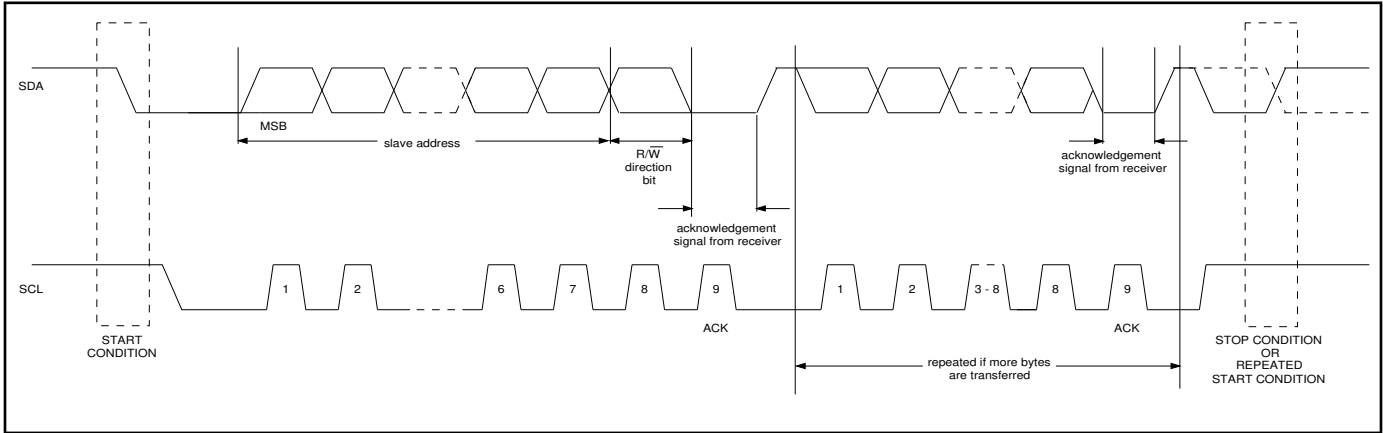 SDA
MSB
slave address
R/W̅
direction
bit
acknowledgement
signal from receiver
acknowledgement
signal from receiver
SCL
1
2
6
7
8
9
1
2
3 - 8
8
9
ACK
ACK
START
CONDITION
STOP CONDITION
OR
REPEATED
START CONDITION
repeated if more bytes
are transferred